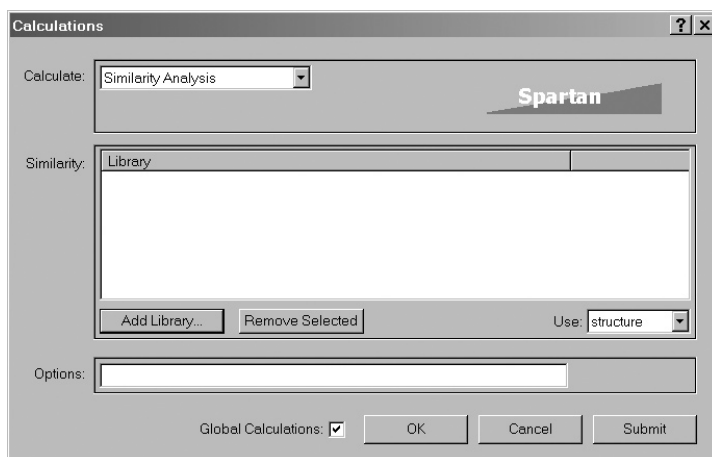 Calculations
Calculate: Similarity Analysis
Spartan
Similarity: Library
Add Library... Remove Selected Use: structure
Options:
Global Calculations: OK Cancel Submit